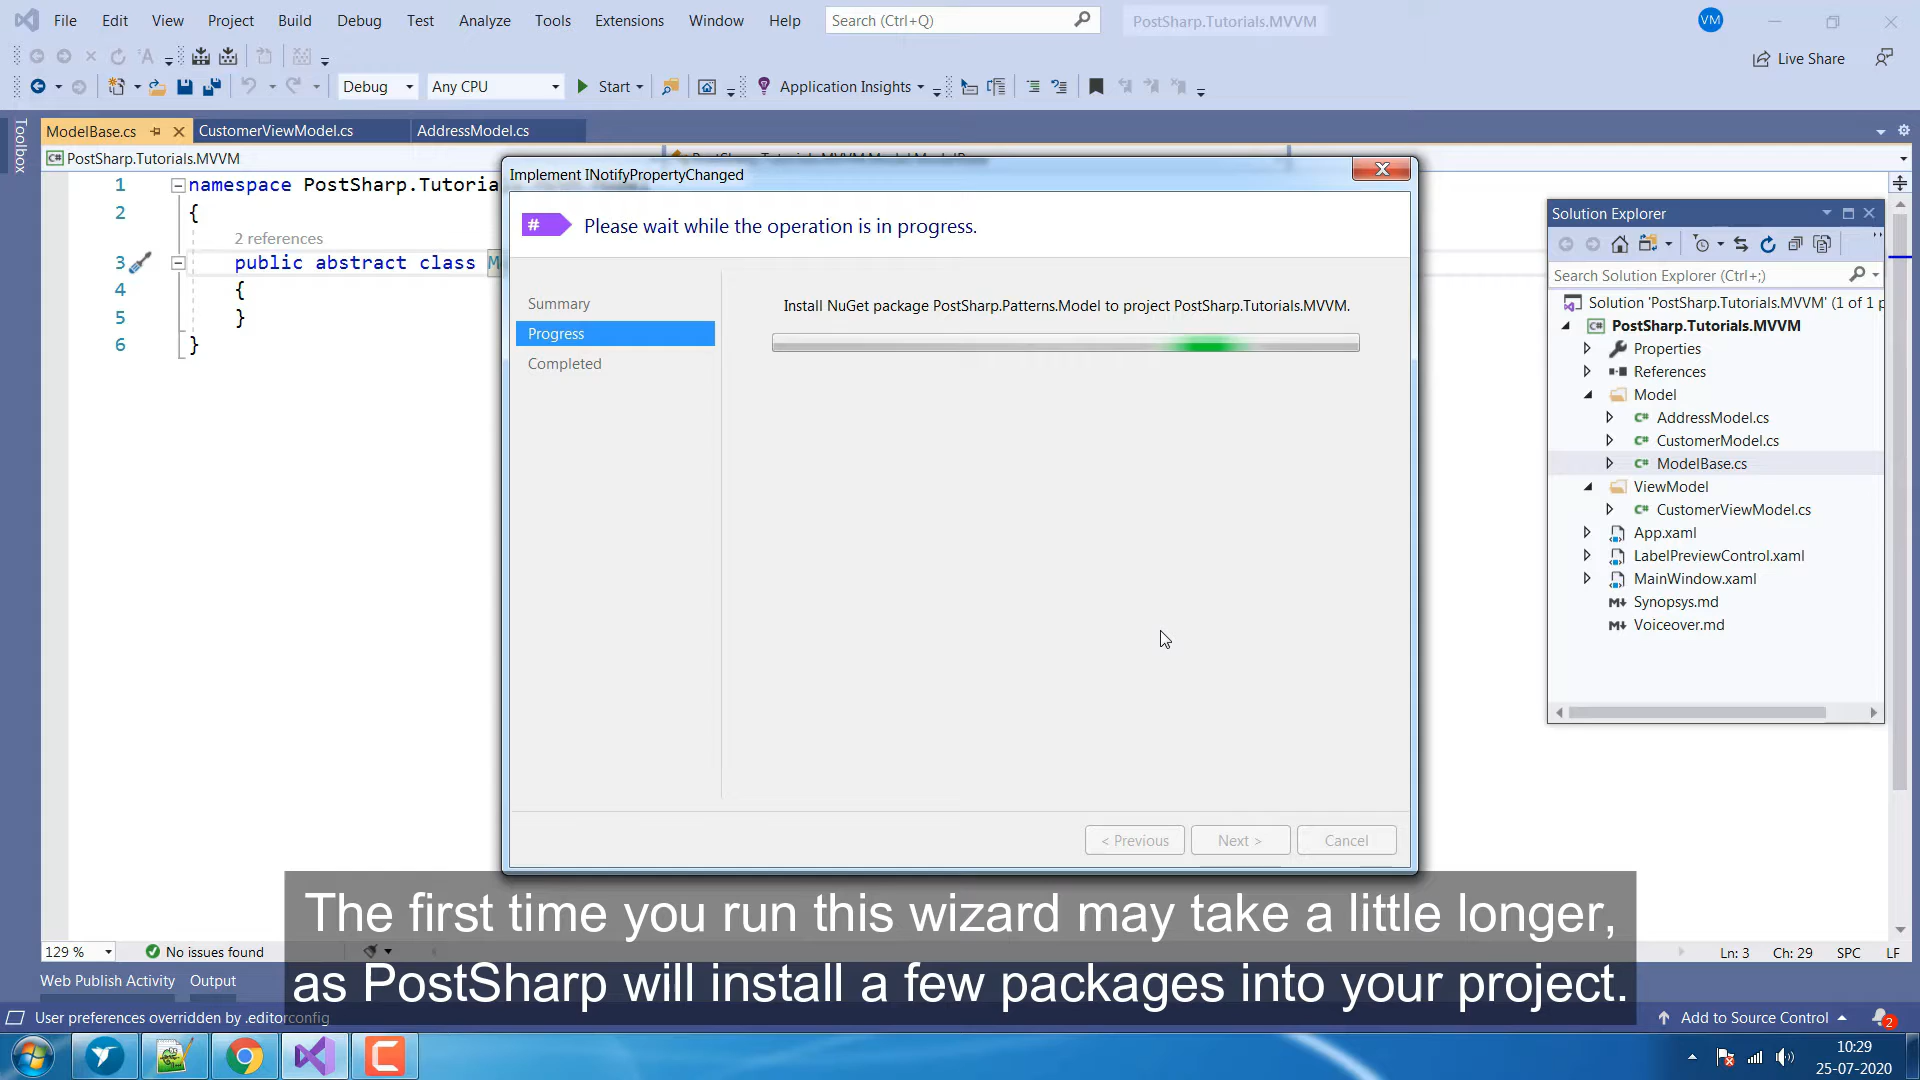 File Edit View Project Build Debug Test Analyze Tools Extensions Window Help Search (Ctrl+Q) PostSharp.Tutorials.MVVM VM
Live Share
Debug Any CPU Start Application Insights
Toolbox
ModelBase.cs CustomerViewModel.cs AddressModel.cs
C# PostSharp.Tutorials.MVVM
1 namespace PostSharp.Tutoria
2 {
2 references
3 public abstract class M
4 {
5 }
6 }
Implement INotifyPropertyChanged
# Please wait while the operation is in progress.
Summary
Progress
Completed
Install NuGet package PostSharp.Patterns.Model to project PostSharp.Tutorials.MVVM.
< Previous Next > Cancel
Solution Explorer
Search Solution Explorer (Ctrl+;)
Solution 'PostSharp.Tutorials.MVVM' (1 of 1 p
C# PostSharp.Tutorials.MVVM
Properties
References
Model
C# AddressModel.cs
C# CustomerModel.cs
C# ModelBase.cs
ViewModel
C# CustomerViewModel.cs
App.xaml
LabelPreviewControl.xaml
MainWindow.xaml
Synopsys.md
Voiceover.md
The first time you run this wizard may take a little longer,
as PostSharp will install a few packages into your project.
129 % No issues found Ln: 3 Ch: 29 SPC LF
Web Publish Activity Output
User preferences overridden by .editorconfig Add to Source Control 2
10:29
25-07-2020